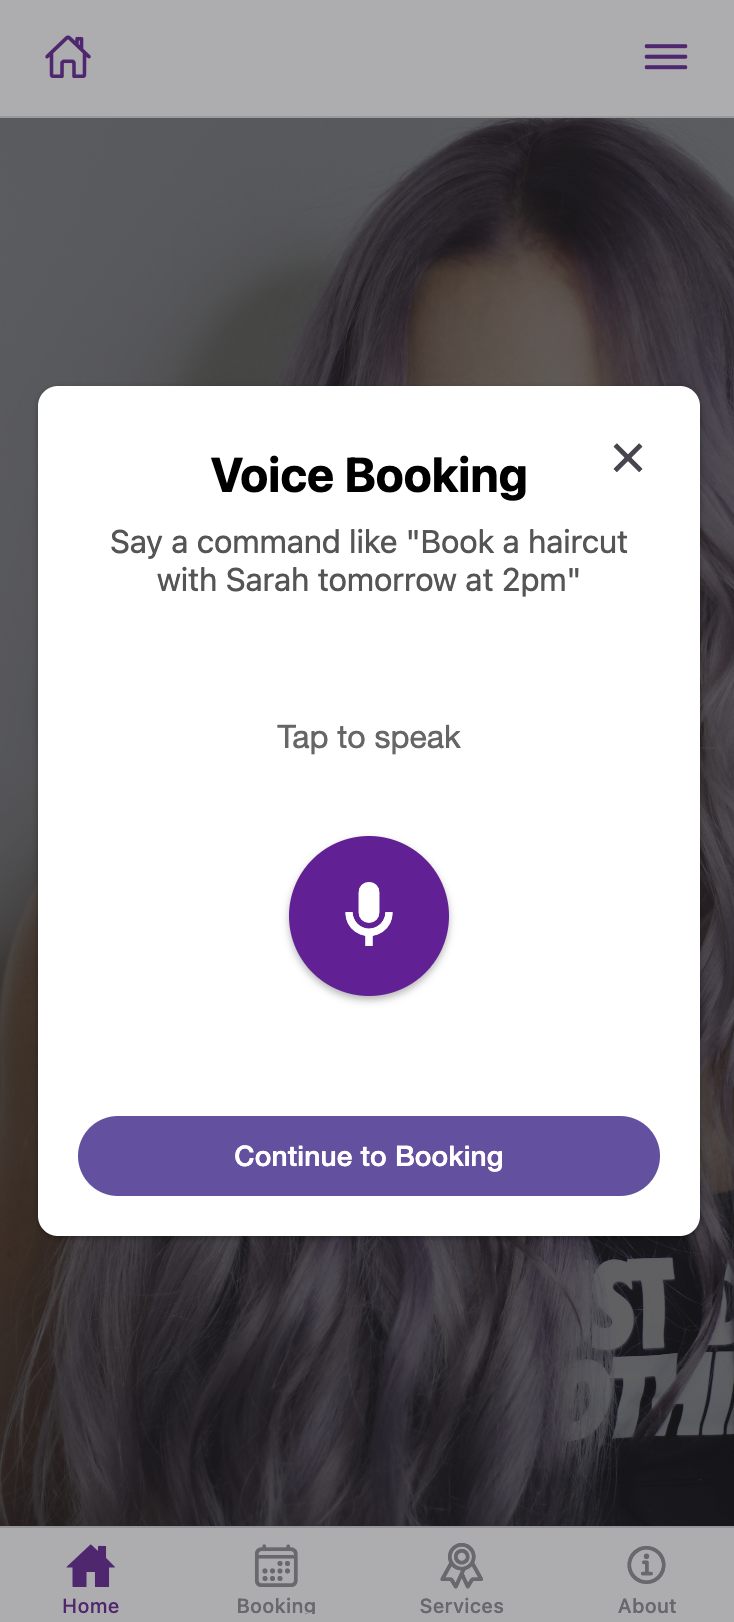 Voice Booking
Say a command like "Book a haircut
with Sarah tomorrow at 2pm"
Tap to speak
Continue to Booking
ST
Home
Booking
Services
About